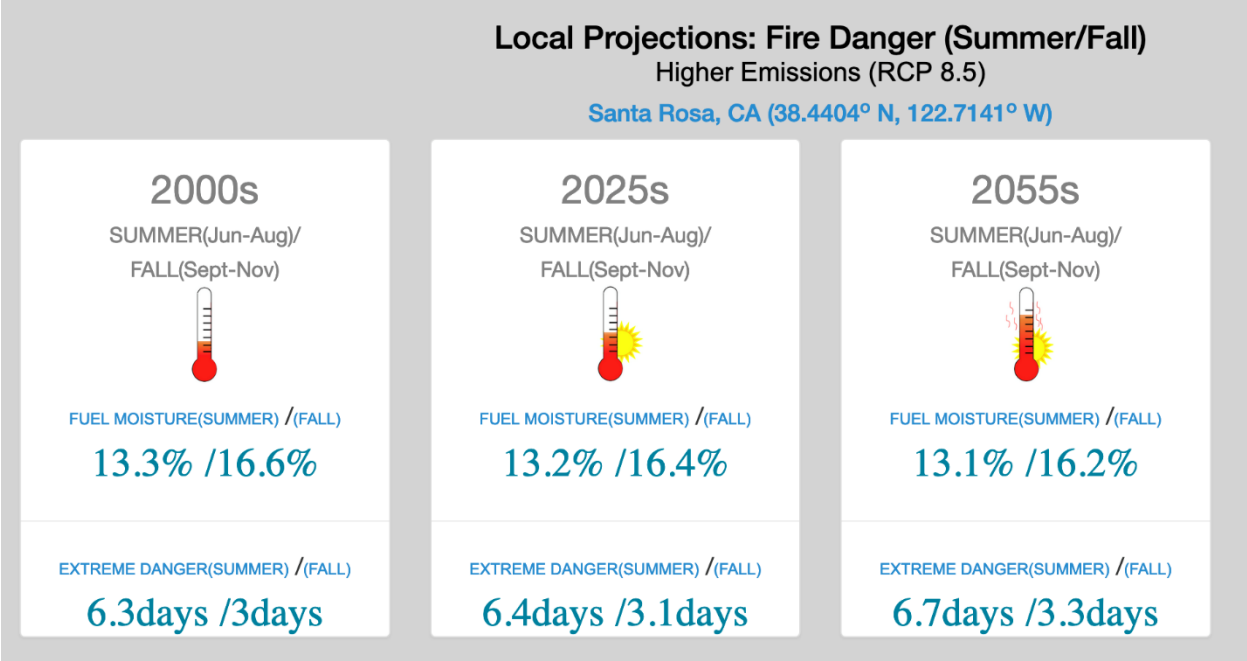 Local Projections: Fire Danger (Summer/Fall)
Higher Emissions (RCP 8.5)
Santa Rosa, CA (38.4404º N, 122.7141º W)
2000s
SUMMER(Jun-Aug)/
FALL(Sept-Nov)
FUEL MOISTURE(SUMMER) /(FALL)
13.3% /16.6%
EXTREME DANGER(SUMMER) /(FALL)
6.3days /3days
2025s
SUMMER(Jun-Aug)/
FALL(Sept-Nov)
FUEL MOISTURE(SUMMER) /(FALL)
13.2% /16.4%
EXTREME DANGER(SUMMER) /(FALL)
6.4days /3.1days
2055s
SUMMER(Jun-Aug)/
FALL(Sept-Nov)
FUEL MOISTURE(SUMMER) /(FALL)
13.1% /16.2%
EXTREME DANGER(SUMMER) /(FALL)
6.7days /3.3days